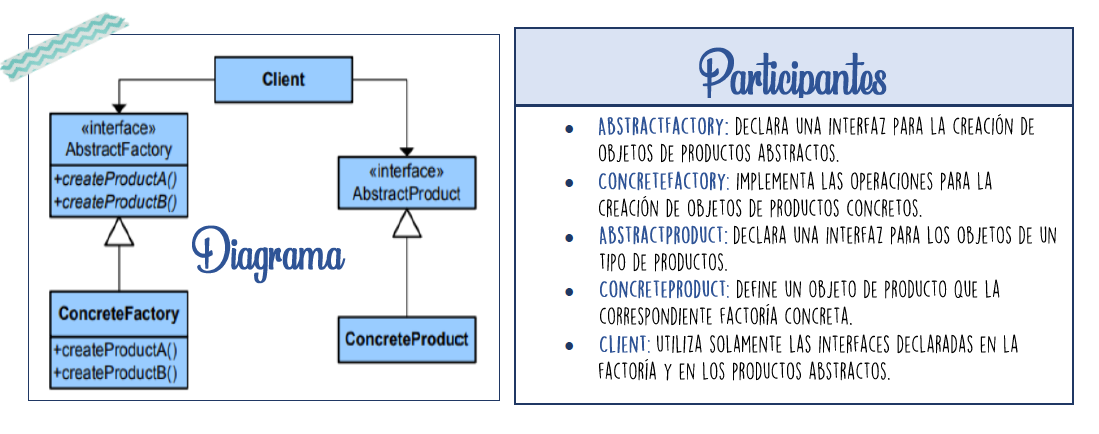 Client
«interface»
AbstractFactory
+createProductA()
+createProductB()
«interface»
AbstractProduct
Diagrama
ConcreteFactory
+createProductA()
+createProductB()
ConcreteProduct
Participantes
• ABSTRACTFACTORY: DECLARA UNA INTERFAZ PARA LA CREACIÓN DE
OBJETOS DE PRODUCTOS ABSTRACTOS.
• CONCRETEFACTORY: IMPLEMENTA LAS OPERACIONES PARA LA
CREACIÓN DE OBJETOS DE PRODUCTOS CONCRETOS.
• ABSTRACTPRODUCT: DECLARA UNA INTERFAZ PARA LOS OBJETOS DE UN
TIPO DE PRODUCTOS.
• CONCRETEPRODUCT: DEFINE UN OBJETO DE PRODUCTO QUE LA
CORRESPONDIENTE FACTORÍA CONCRETA.
• CLIENT: UTILIZA SOLAMENTE LAS INTERFACES DECLARADAS EN LA
FACTORÍA Y EN LOS PRODUCTOS ABSTRACTOS.